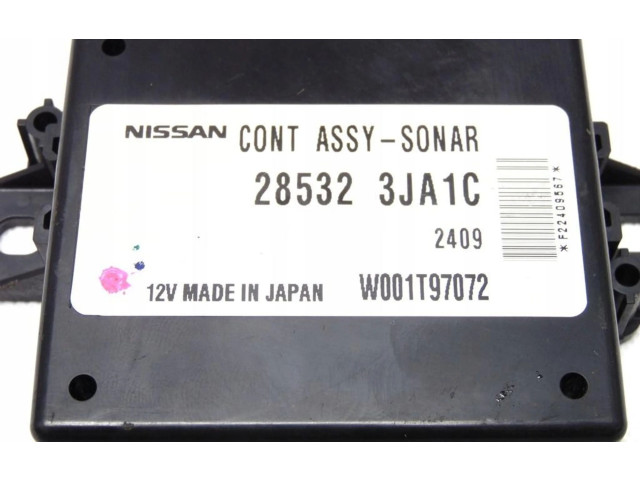 NISSAN CONT ASSY-SONAR
28532 3JA1C
2409
12V MADE IN JAPAN W001T97072
*F22409567*